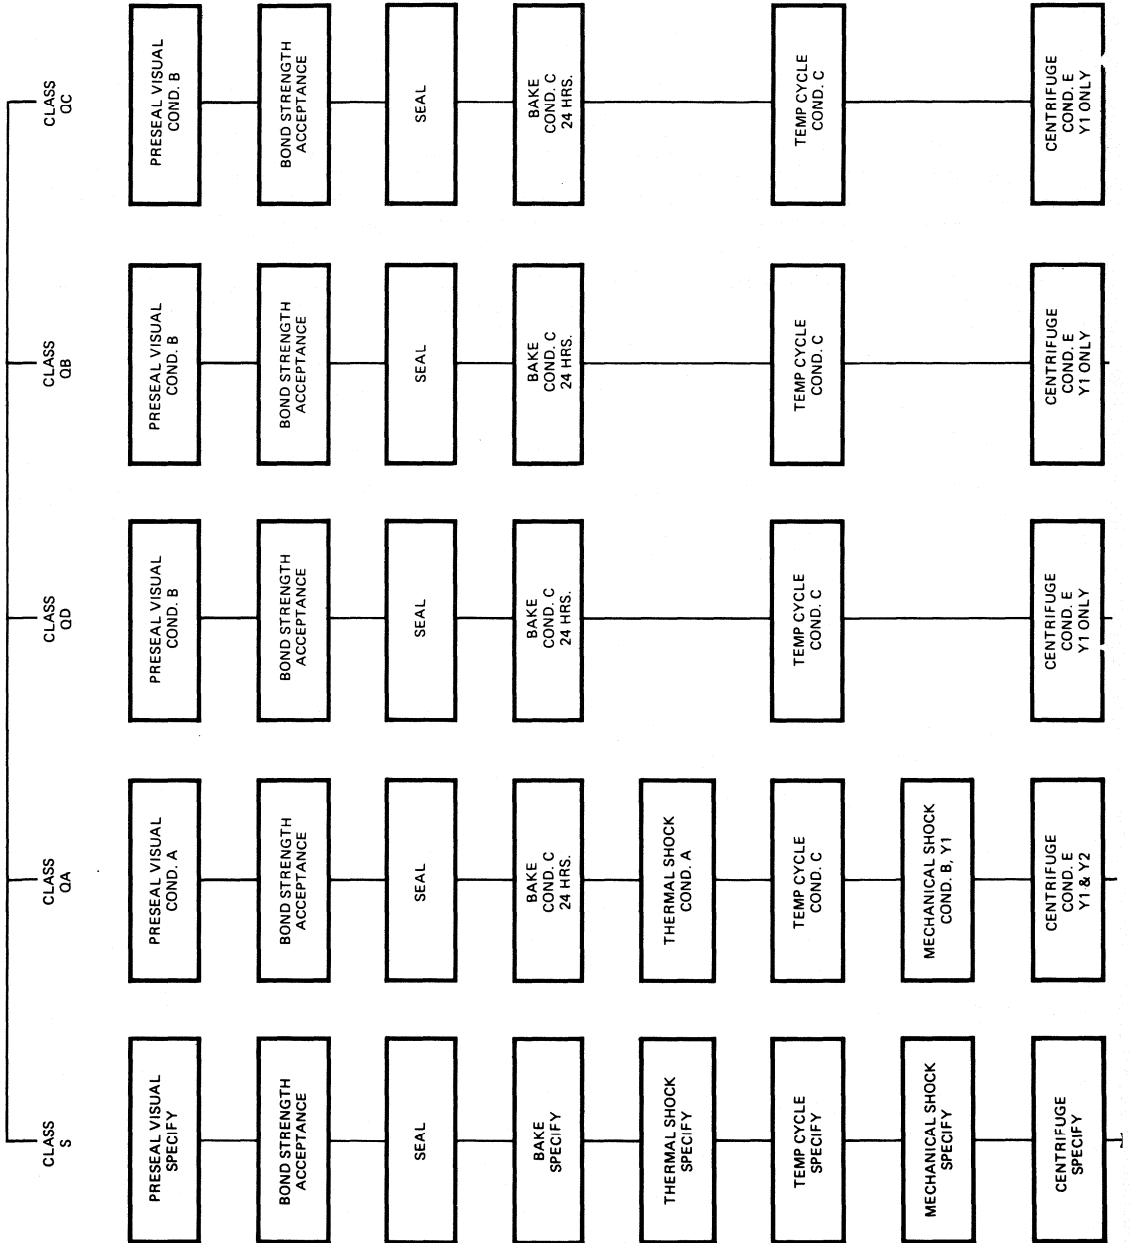 CLASS
S
PRESEAL VISUAL
SPECIFY
BOND STRENGTH
ACCEPTANCE
SEAL
BAKE
SPECIFY
THERMAL SHOCK
SPECIFY
TEMP CYCLE
SPECIFY
MECHANICAL SHOCK
SPECIFY
CENTRIFUGE
SPECIFY
CLASS
QA
PRESEAL VISUAL
COND. A
BOND STRENGTH
ACCEPTANCE
SEAL
BAKE
COND. C
24 HRS.
THERMAL SHOCK
COND. A
TEMP CYCLE
COND. C
MECHANICAL SHOCK
COND. B, Y1
CENTRIFUGE
COND. E
Y1 & Y2
CLASS
QD
PRESEAL VISUAL
COND. B
BOND STRENGTH
ACCEPTANCE
SEAL
BAKE
COND. C
24 HRS.
TEMP CYCLE
COND. C
CENTRIFUGE
COND. E
Y1 ONLY
CLASS
QB
PRESEAL VISUAL
COND. B
BOND STRENGTH
ACCEPTANCE
SEAL
BAKE
COND. C
24 HRS.
TEMP CYCLE
COND. C
CENTRIFUGE
COND. E
Y1 ONLY
CLASS
QC
PRESEAL VISUAL
COND. B
BOND STRENGTH
ACCEPTANCE
SEAL
BAKE
COND. C
24 HRS.
TEMP CYCLE
COND. C
CENTRIFUGE
COND. E
Y1 ONLY